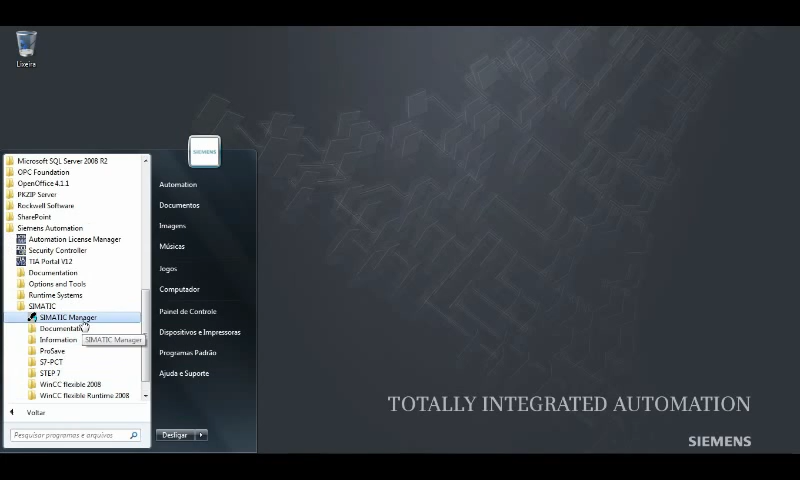 Lixeira
SIEMENS
Microsoft SQL Server 2008 R2
OPC Foundation
OpenOffice 4.1.1
PKZIP Server
Rockwell Software
SharePoint
Siemens Automation
Automation License Manager
Security Controller
TIA Portal V12
Documentation
Options and Tools
Runtime Systems
SIMATIC
SIMATIC Manager
Documentati
Information
SIMATIC Manager
ProSave
S7-PCT
STEP 7
WinCC flexible 2008
WinCC flexible Runtime 2008
Voltar
Pesquisar programas e arquivos
Automation
Documentos
Imagens
Músicas
Jogos
Computador
Painel de Controle
Dispositivos e Impressoras
Programas Padrão
Ajuda e Suporte
Desligar
TOTALLY INTEGRATED AUTOMATION
SIEMENS